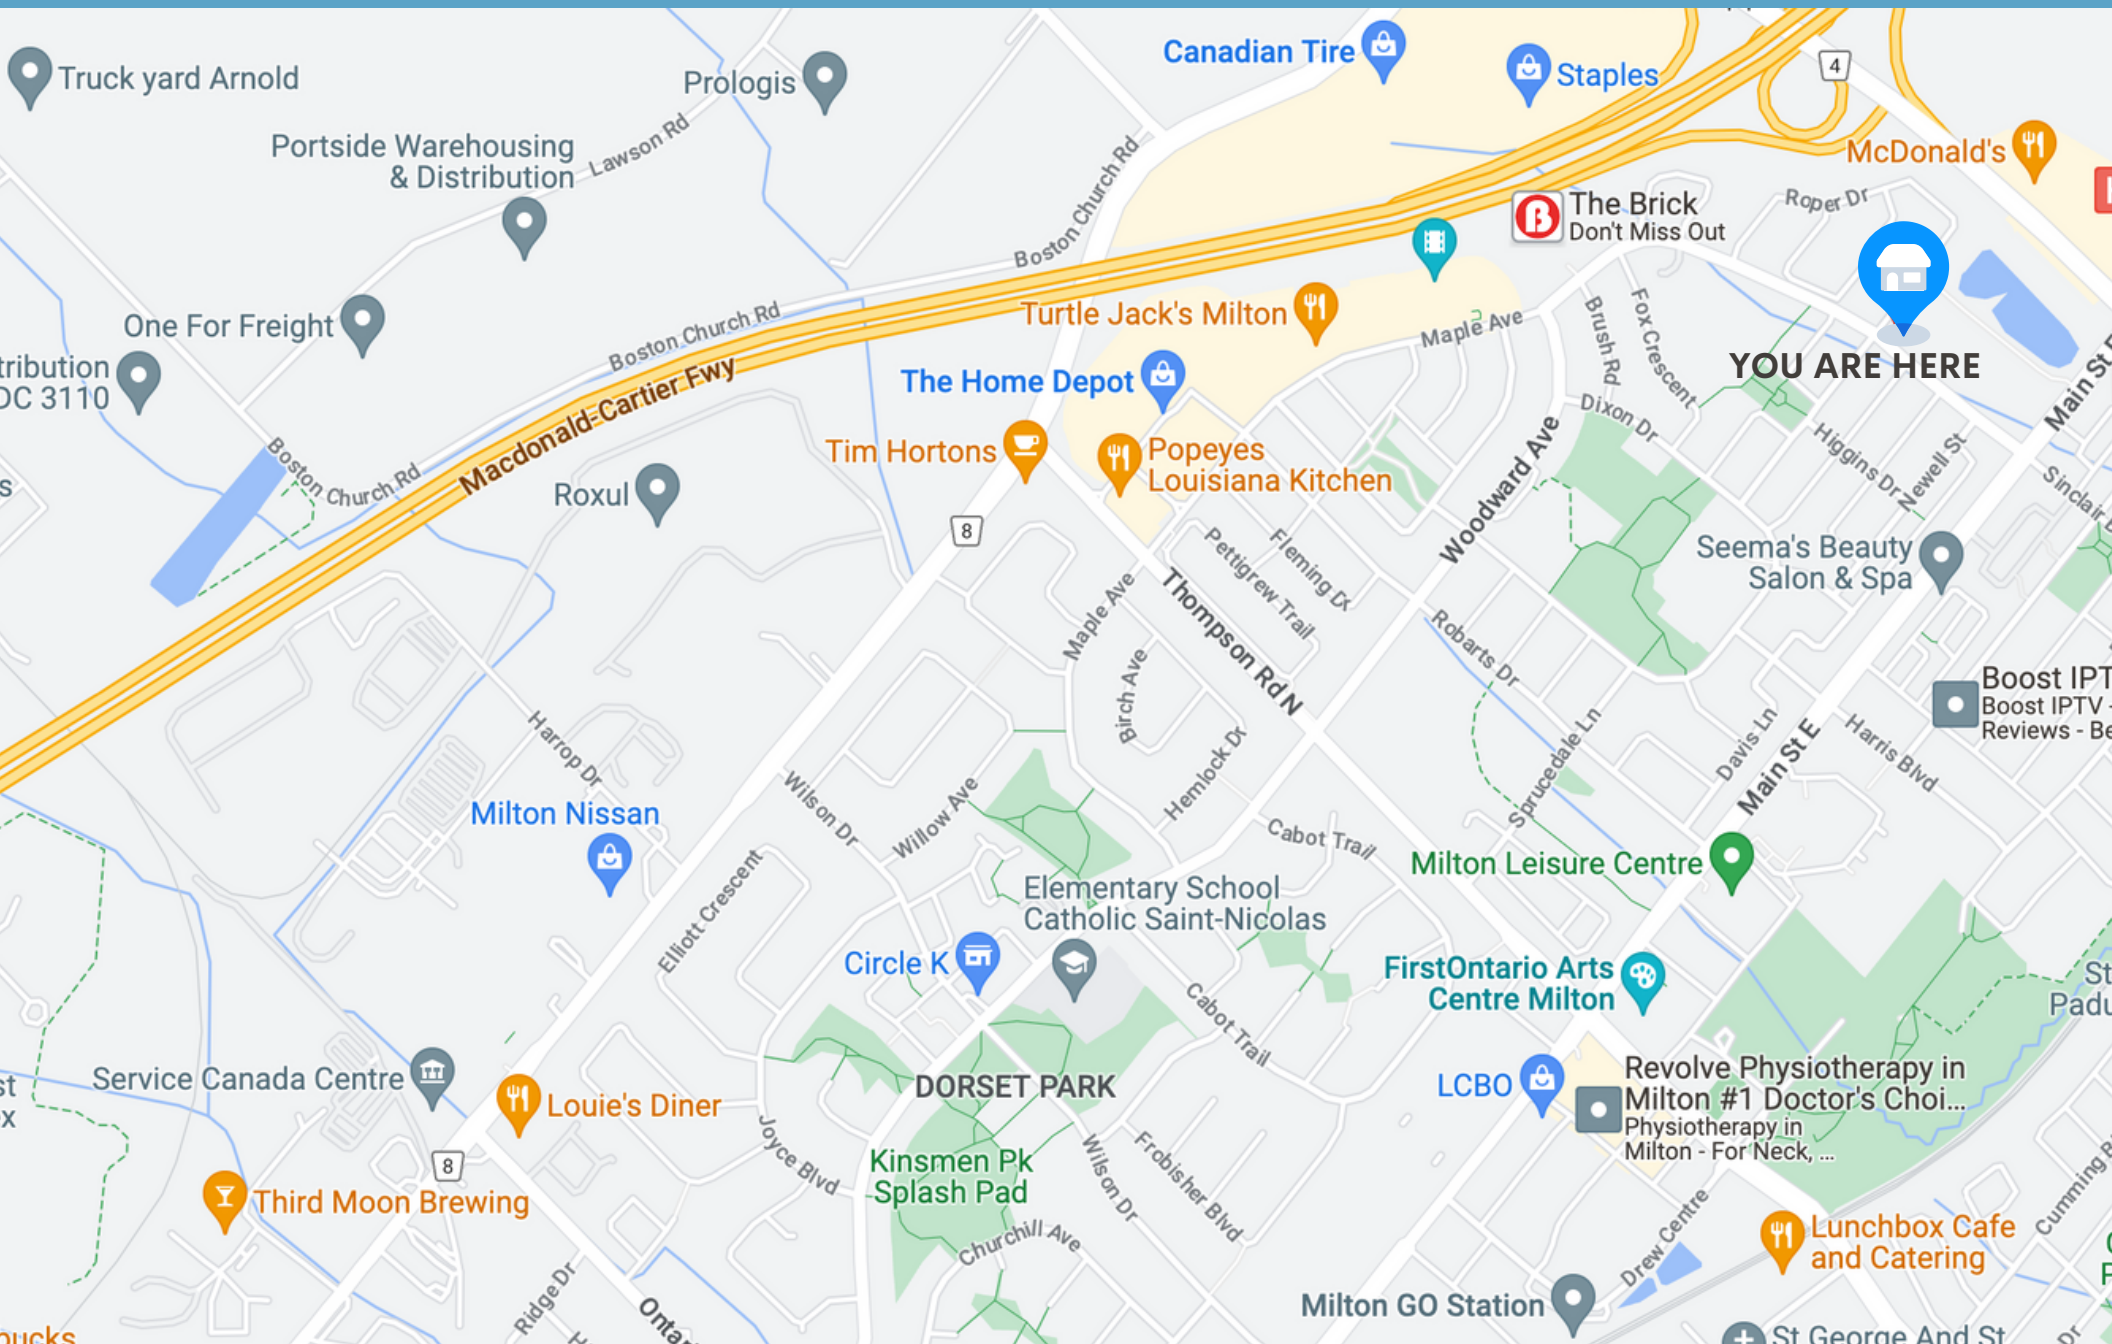 Canadian Tire
Staples
4
Truck yard Arnold
Prologis
Portside Warehousing
& Distribution
Lawson Rd
Boston Church Rd
McDonald's
The Brick
Don't Miss Out
Roper Dr
One For Freight
tribution
DC 3110
Boston Church Rd
Macdonald-Cartier Fwy
Turtle Jack's Milton
Maple Ave
Brush Rd
Fox Crescent
YOU ARE HERE
Main St E
The Home Depot
Tim Hortons
Popeyes
Louisiana Kitchen
Dixon Dr
Higgins Dr
Newell St
Sinclair
Boston Church Rd
Roxul
8
Woodward Ave
Seema's Beauty
Salon & Spa
Pettigrew Trail
Fleming Dr
Maple Ave
Thompson Rd N
Robarts Dr
Birch Ave
Boost IPT
Boost IPTV -
Reviews - Be
Harrop Dr
Hemlock Dr
Sprucedale Ln
Davis Ln
Main St E
Harris Blvd
Milton Nissan
Wilson Dr
Willow Ave
Cabot Trail
Milton Leisure Centre
Elliott Crescent
Elementary School
Catholic Saint-Nicolas
Circle K
FirstOntario Arts
Centre Milton
Cabot Trail
St
Padu
Service Canada Centre
Louie's Diner
st
x
DORSET PARK
LCBO
Revolve Physiotherapy in
Milton #1 Doctor's Choi...
Physiotherapy in
Milton - For Neck, ...
8
Joyce Blvd
Kinsmen Pk
Splash Pad
Wilson Dr
Frobisher Blvd
Third Moon Brewing
Churchill Ave
Drew Centre
Lunchbox Cafe
and Catering
Cumming B
Ridge Dr
Ontar
Milton GO Station
St George And St
bucks